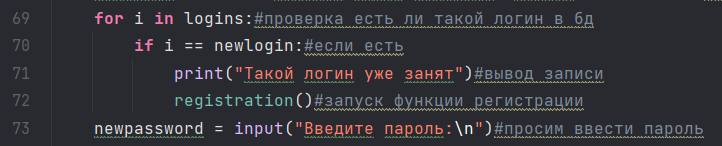 69 for i in logins:#проверка есть ли такой логин в бд
70 if i == newlogin:#если есть
71 print("Такой логин уже занят")#вывод записи
72 registration()#запуск функции регистрации
73 newpassword = input("Введите пароль:\n")#просим ввести пароль